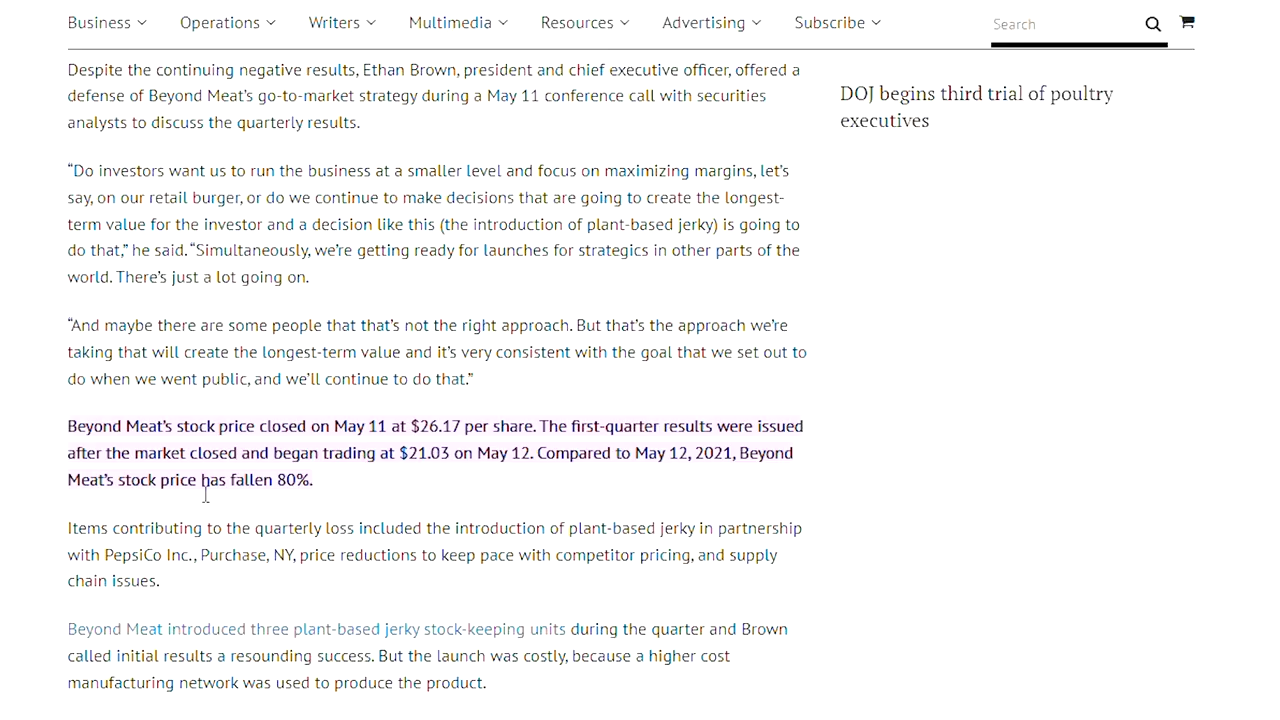 Business Operations Writers Multimedia Resources Advertising Subscribe Search
Despite the continuing negative results, Ethan Brown, president and chief executive officer, offered a
defense of Beyond Meat’s go-to-market strategy during a May 11 conference call with securities
analysts to discuss the quarterly results.
“Do investors want us to run the business at a smaller level and focus on maximizing margins, let’s
say, on our retail burger, or do we continue to make decisions that are going to create the longest-
term value for the investor and a decision like this (the introduction of plant-based jerky) is going to
do that,” he said. “Simultaneously, we’re getting ready for launches for strategics in other parts of the
world. There’s just a lot going on.
“And maybe there are some people that that’s not the right approach. But that’s the approach we’re
taking that will create the longest-term value and it’s very consistent with the goal that we set out to
do when we went public, and we’ll continue to do that.”
Beyond Meat’s stock price closed on May 11 at $26.17 per share. The first-quarter results were issued
after the market closed and began trading at $21.03 on May 12. Compared to May 12, 2021, Beyond
Meat’s stock price has fallen 80%.
Items contributing to the quarterly loss included the introduction of plant-based jerky in partnership
with PepsiCo Inc., Purchase, NY, price reductions to keep pace with competitor pricing, and supply
chain issues.
Beyond Meat introduced three plant-based jerky stock-keeping units during the quarter and Brown
called initial results a resounding success. But the launch was costly, because a higher cost
manufacturing network was used to produce the product.
DOJ begins third trial of poultry
executives